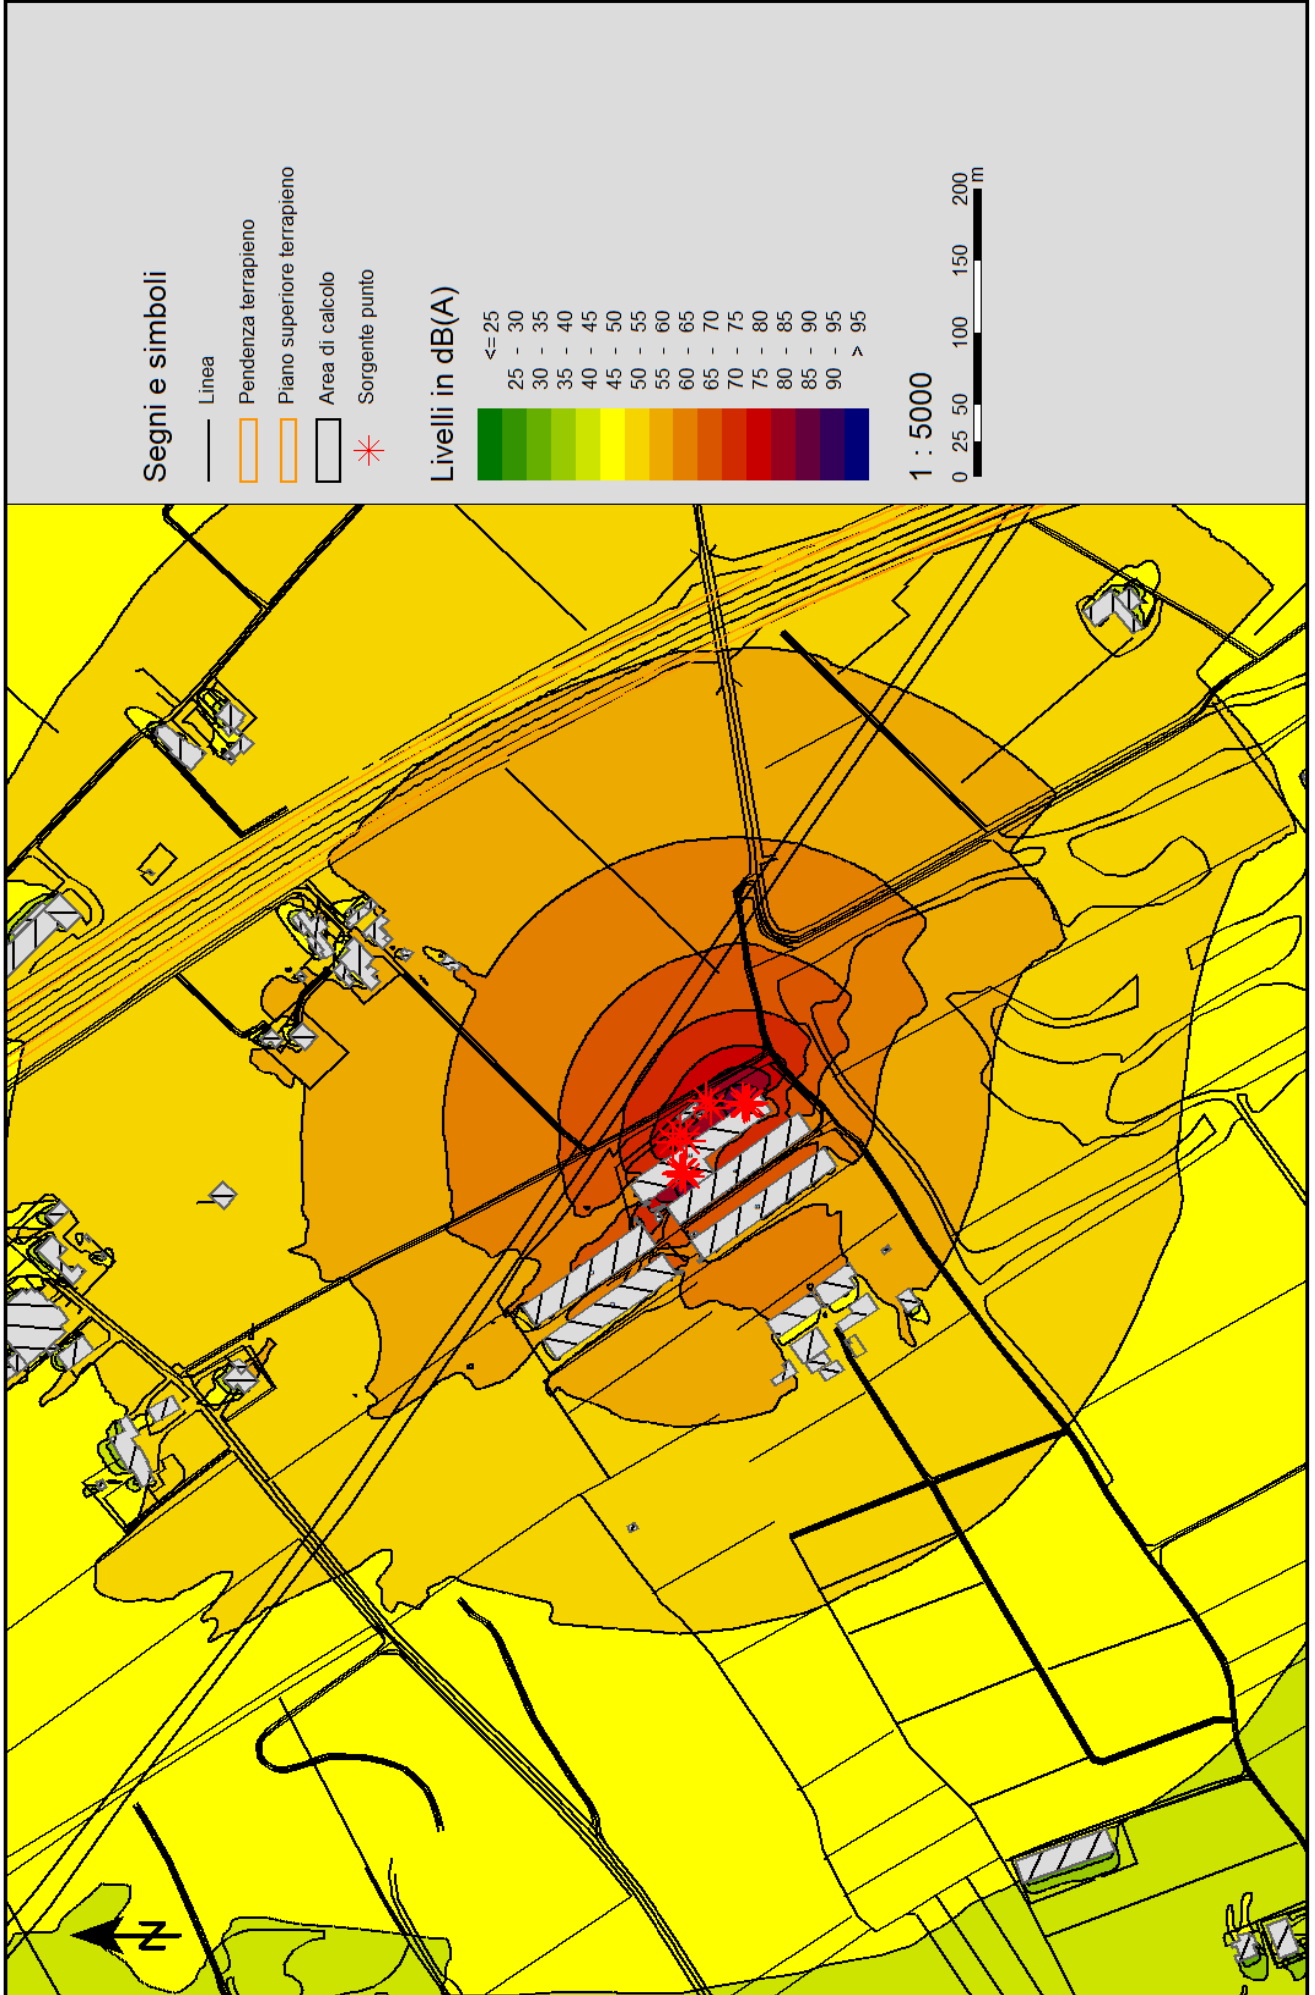 Segni e simboli
Linea
Pendenza terrapieno
Piano superiore terrapieno
Area di calcolo
Sorgente punto
Livelli in dB(A)
<=25
25 - 30
30 - 35
35 - 40
40 - 45
45 - 50
50 - 55
55 - 60
60 - 65
65 - 70
70 - 75
75 - 80
80 - 85
85 - 90
90 - 95
> 95
1 : 5000
0 25 50 100 150 200
m
N